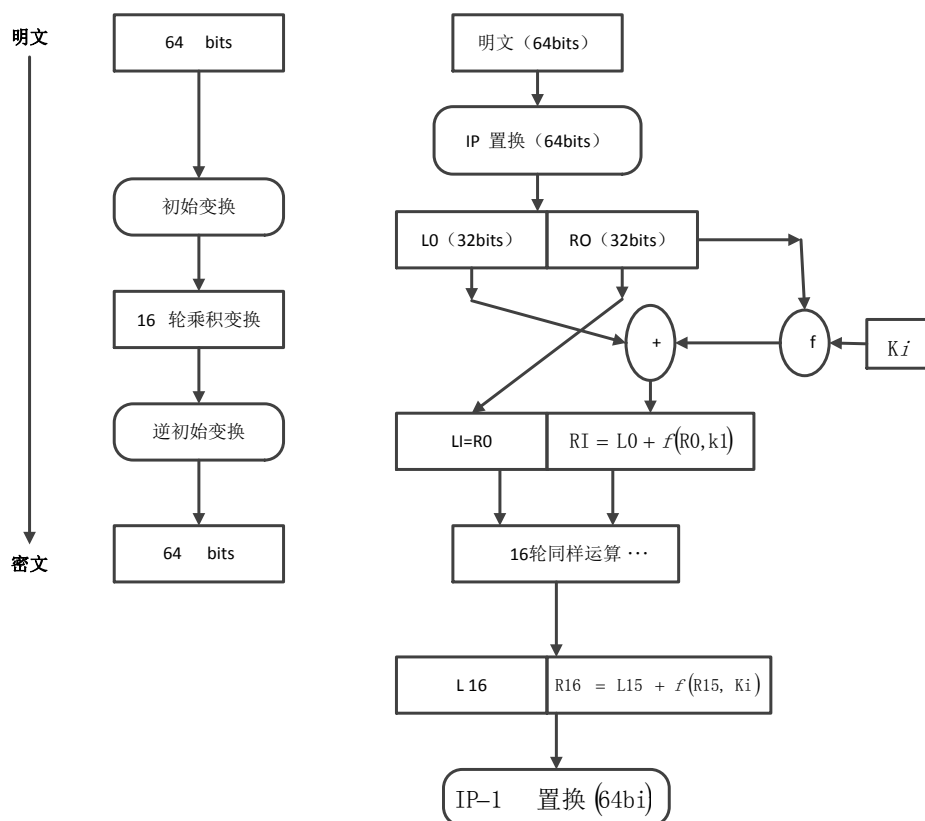 明文
64 bits
初始变换
16 轮乘积变换
逆初始变换
64 bits
密文
明文（64bits）
IP 置换（64bits）
L0（32bits）
RO（32bits）
+
f
Ki
LI=R0
RI = L0 + f(R0,k1)
16轮同样运算 …
L 16
R16 = L15 + f(R15, Ki)
IP–1 置换(64bi)